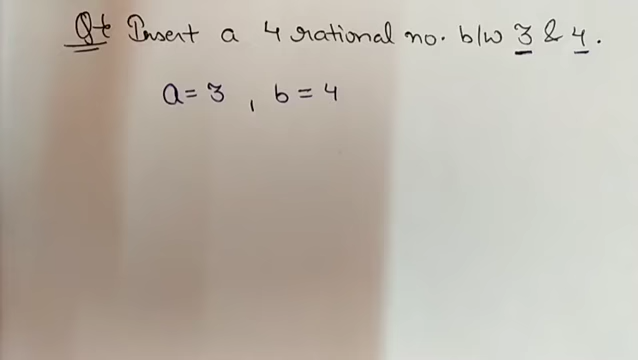 Qt Insert a 4 rational no. b/w 3 & 4.
a = 3 , b = 4